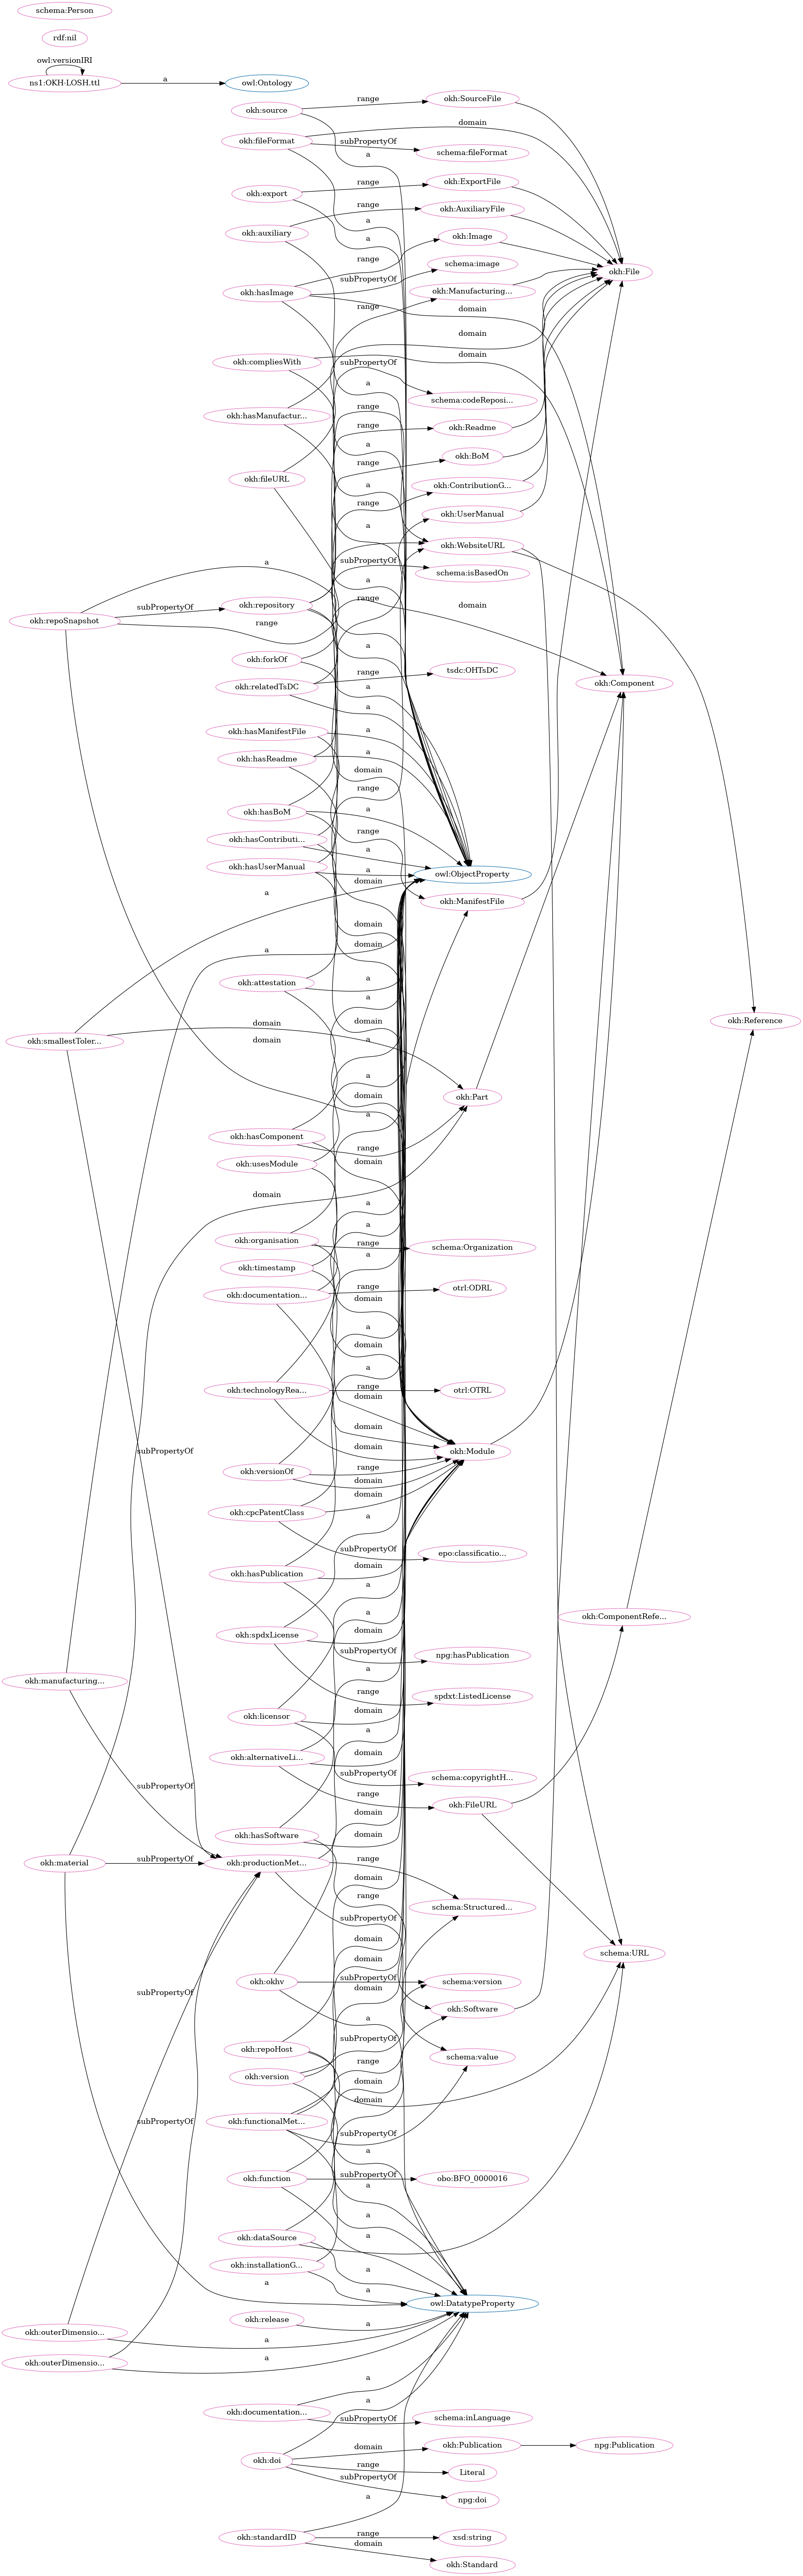 schema:Person
rdf:nil
owl:versionIRI
ns1:OKH-LOSH.ttl
a
owl:Ontology
okh:source
range
okh:SourceFile
domain
okh:fileFormat
subPropertyOf
schema:fileFormat
a
okh:export
range
okh:ExportFile
okh:auxiliary
range
okh:AuxiliaryFile
a
a
okh:Image
range
schema:image
okh:File
subPropertyOf
okh:hasImage
okh:Manufacturing...
range
domain
domain
okh:compliesWith
subPropertyOf
domain
a
schema:codeReposi...
range
okh:hasManufactur...
range
okh:Readme
a
okh:BoM
range
okh:fileURL
a
okh:ContributionG...
range
okh:UserManual
a
okh:WebsiteURL
a
subPropertyOf
schema:isBasedOn
a
okh:repository
subPropertyOf
okh:repoSnapshot
range
range
domain
a
okh:forkOf
range
tsdc:OHTsDC
okh:Component
okh:relatedTsDC
a
a
okh:hasManifestFile
a
okh:hasReadme
domain
range
okh:hasBoM
range
okh:hasContributi...
a
okh:hasUserManual
a
owl:ObjectProperty
domain
a
okh:ManifestFile
domain
a
a
okh:attestation
a
okh:Reference
domain
domain
okh:smallestToler...
domain
a
domain
okh:Part
a
okh:hasComponent
range
domain
okh:usesModule
domain
a
a
okh:organisation
range
schema:Organization
a
okh:timestamp
okh:documentation...
range
otrl:ODRL
domain
a
domain
a
okh:technologyRea...
range
otrl:OTRL
domain
domain
domain
subPropertyOf
okh:Module
okh:versionOf
range
domain
domain
okh:cpcPatentClass
a
subPropertyOf
epo:classificatio...
okh:hasPublication
domain
a
a
domain
okh:spdxLicense
subPropertyOf
npg:hasPublication
okh:ComponentRefe...
a
okh:manufacturing...
range
spdxt:ListedLicense
domain
okh:licensor
a
domain
okh:alternativeLi...
subPropertyOf
schema:copyrightH...
subPropertyOf
range
okh:FileURL
domain
okh:hasSoftware
subPropertyOf
okh:material
okh:productionMet...
range
domain
range
schema:Structured...
subPropertyOf
domain
schema:URL
okh:okhv
subPropertyOf
schema:version
domain
subPropertyOf
okh:Software
a
okh:repoHost
subPropertyOf
schema:value
range
okh:version
domain
domain
okh:functionalMet...
subPropertyOf
subPropertyOf
a
okh:function
subPropertyOf
obo:BFO_0000016
a
a
a
okh:dataSource
a
okh:installationG...
a
a
owl:DatatypeProperty
okh:release
a
okh:outerDimensio...
a
a
okh:outerDimensio...
a
a
okh:documentation...
subPropertyOf
schema:inLanguage
okh:doi
domain
okh:Publication
npg:Publication
range
Literal
subPropertyOf
npg:doi
a
okh:standardID
range
xsd:string
domain
okh:Standard